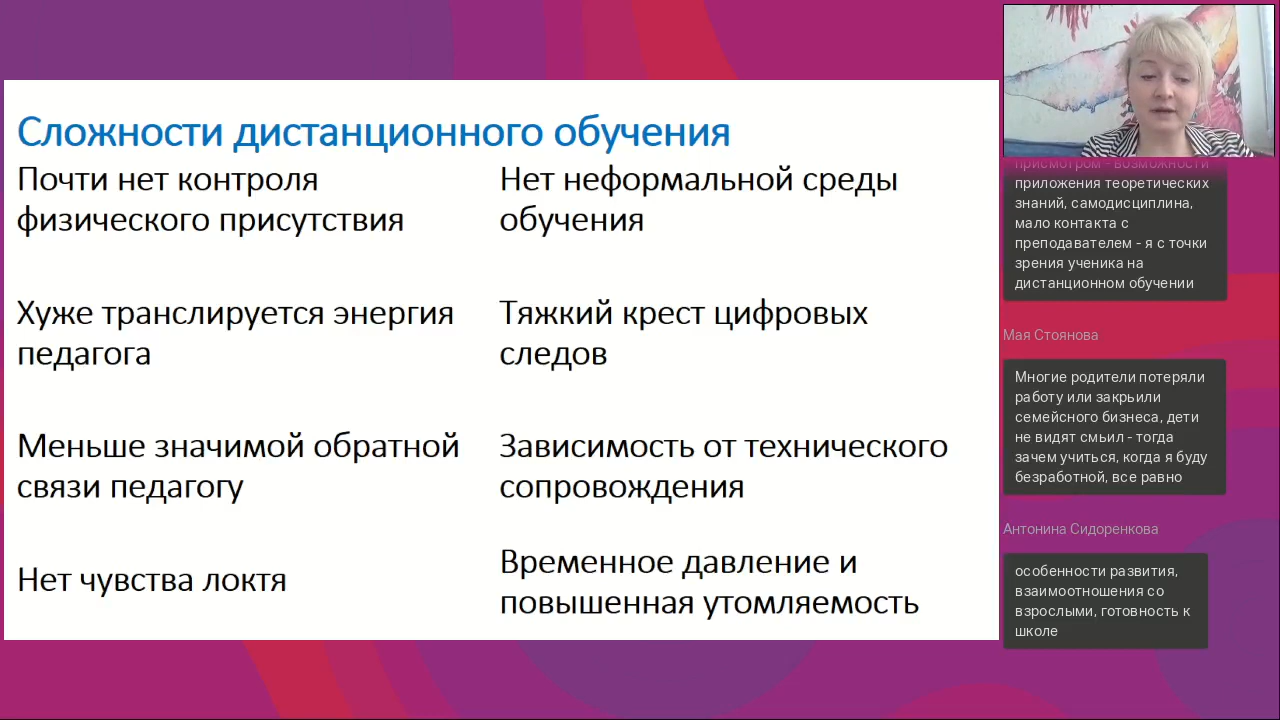 Сложности дистанционного обучения
Почти нет контроля
физического присутствия
Нет неформальной среды
обучения
Хуже транслируется энергия
педагога
Тяжкий крест цифровых
следов
Меньше значимой обратной
связи педагогу
Зависимость от технического
сопровождения
Нет чувства локтя
Временное давление и
повышенная утомляемость
присмотром - возможности
приложения теоретических
знаний, самодисциплина,
мало контакта с
преподавателем - я с точки
зрения ученика на
дистанционном обучении
Мая Стоянова
Многие родители потеряли
работу или закрьили
семейного бизнеса, дети
не видят смьил - тогда
зачем учиться, когда я буду
безработной, все равно
Антонина Сидоренкова
особенности развития,
взаимоотношения со
взрослыми, готовность к
школе